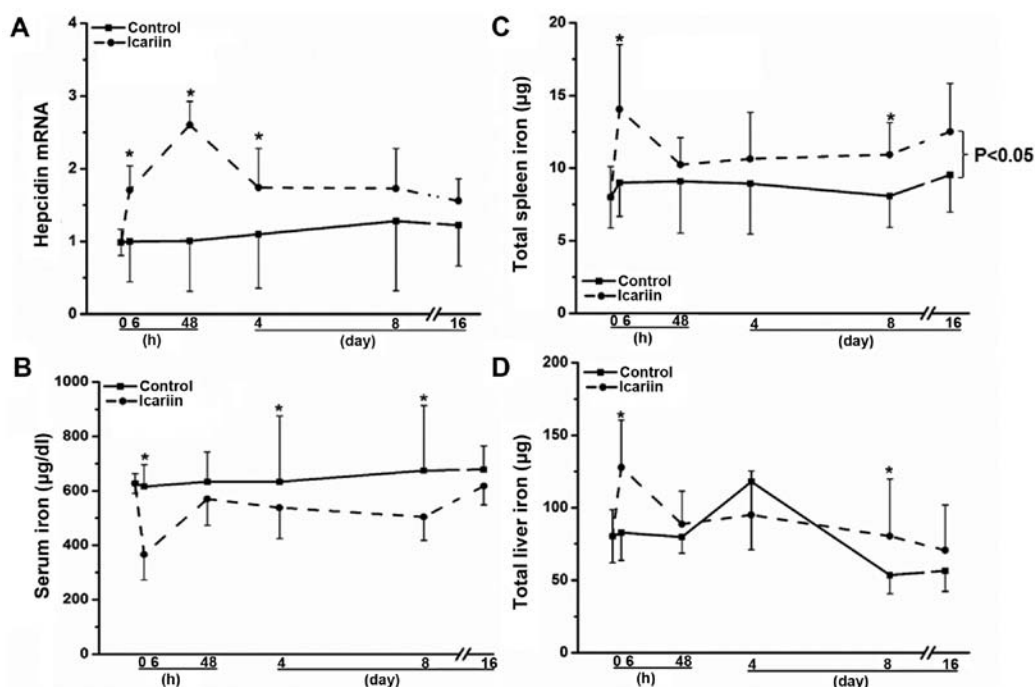 A
Control
Icariin
Hepcidin mRNA
4
3
2
1
0
0 6 48 4 8 16
(h) (day)
B
Control
Icariin
Serum iron (µg/dl)
1000
800
600
400
200
0
0 6 48 4 8 16
(h) (day)
C
Control
Icariin
Total spleen iron (µg)
20
15
10
5
0
P<0.05
0 6 48 4 8 16
(h) (day)
D
Control
Icariin
Total liver iron (µg)
200
150
100
50
0
0 6 48 4 8 16
(h) (day)
* * *
* * *
* *
* *